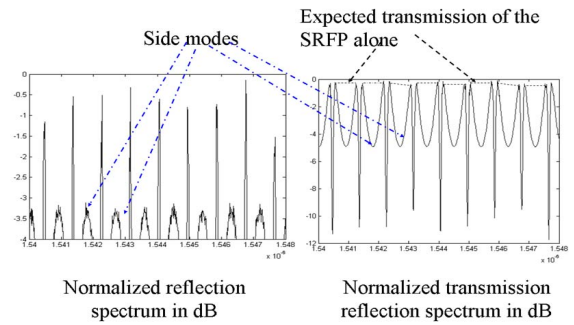 Side modes
Expected transmission of the
SRFP alone
0
-0.5
-1
-1.5
-2
-2.5
-3
-3.5
-4
1.54 1.541 1.542 1.543 1.544 1.545 1.546 1.547 1.548
x 10⁻⁶
0
-2
-4
-6
-8
-10
-12
1.54 1.541 1.542 1.543 1.544 1.545 1.546 1.547 1.548
x 10⁻⁶
Normalized reflection
spectrum in dB
Normalized transmission
reflection spectrum in dB